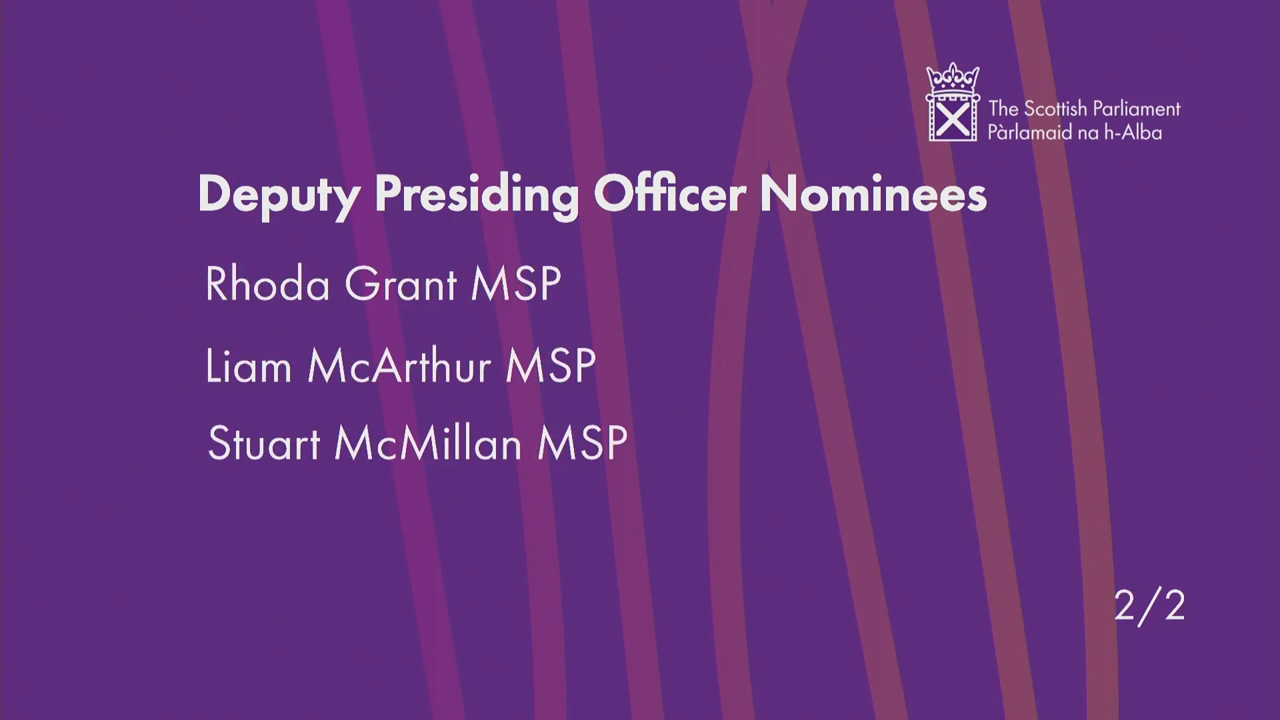 The Scottish Parliament
Pàrlamaid na h-Alba
Deputy Presiding Officer Nominees
Rhoda Grant MSP
Liam McArthur MSP
Stuart McMillan MSP
2/2